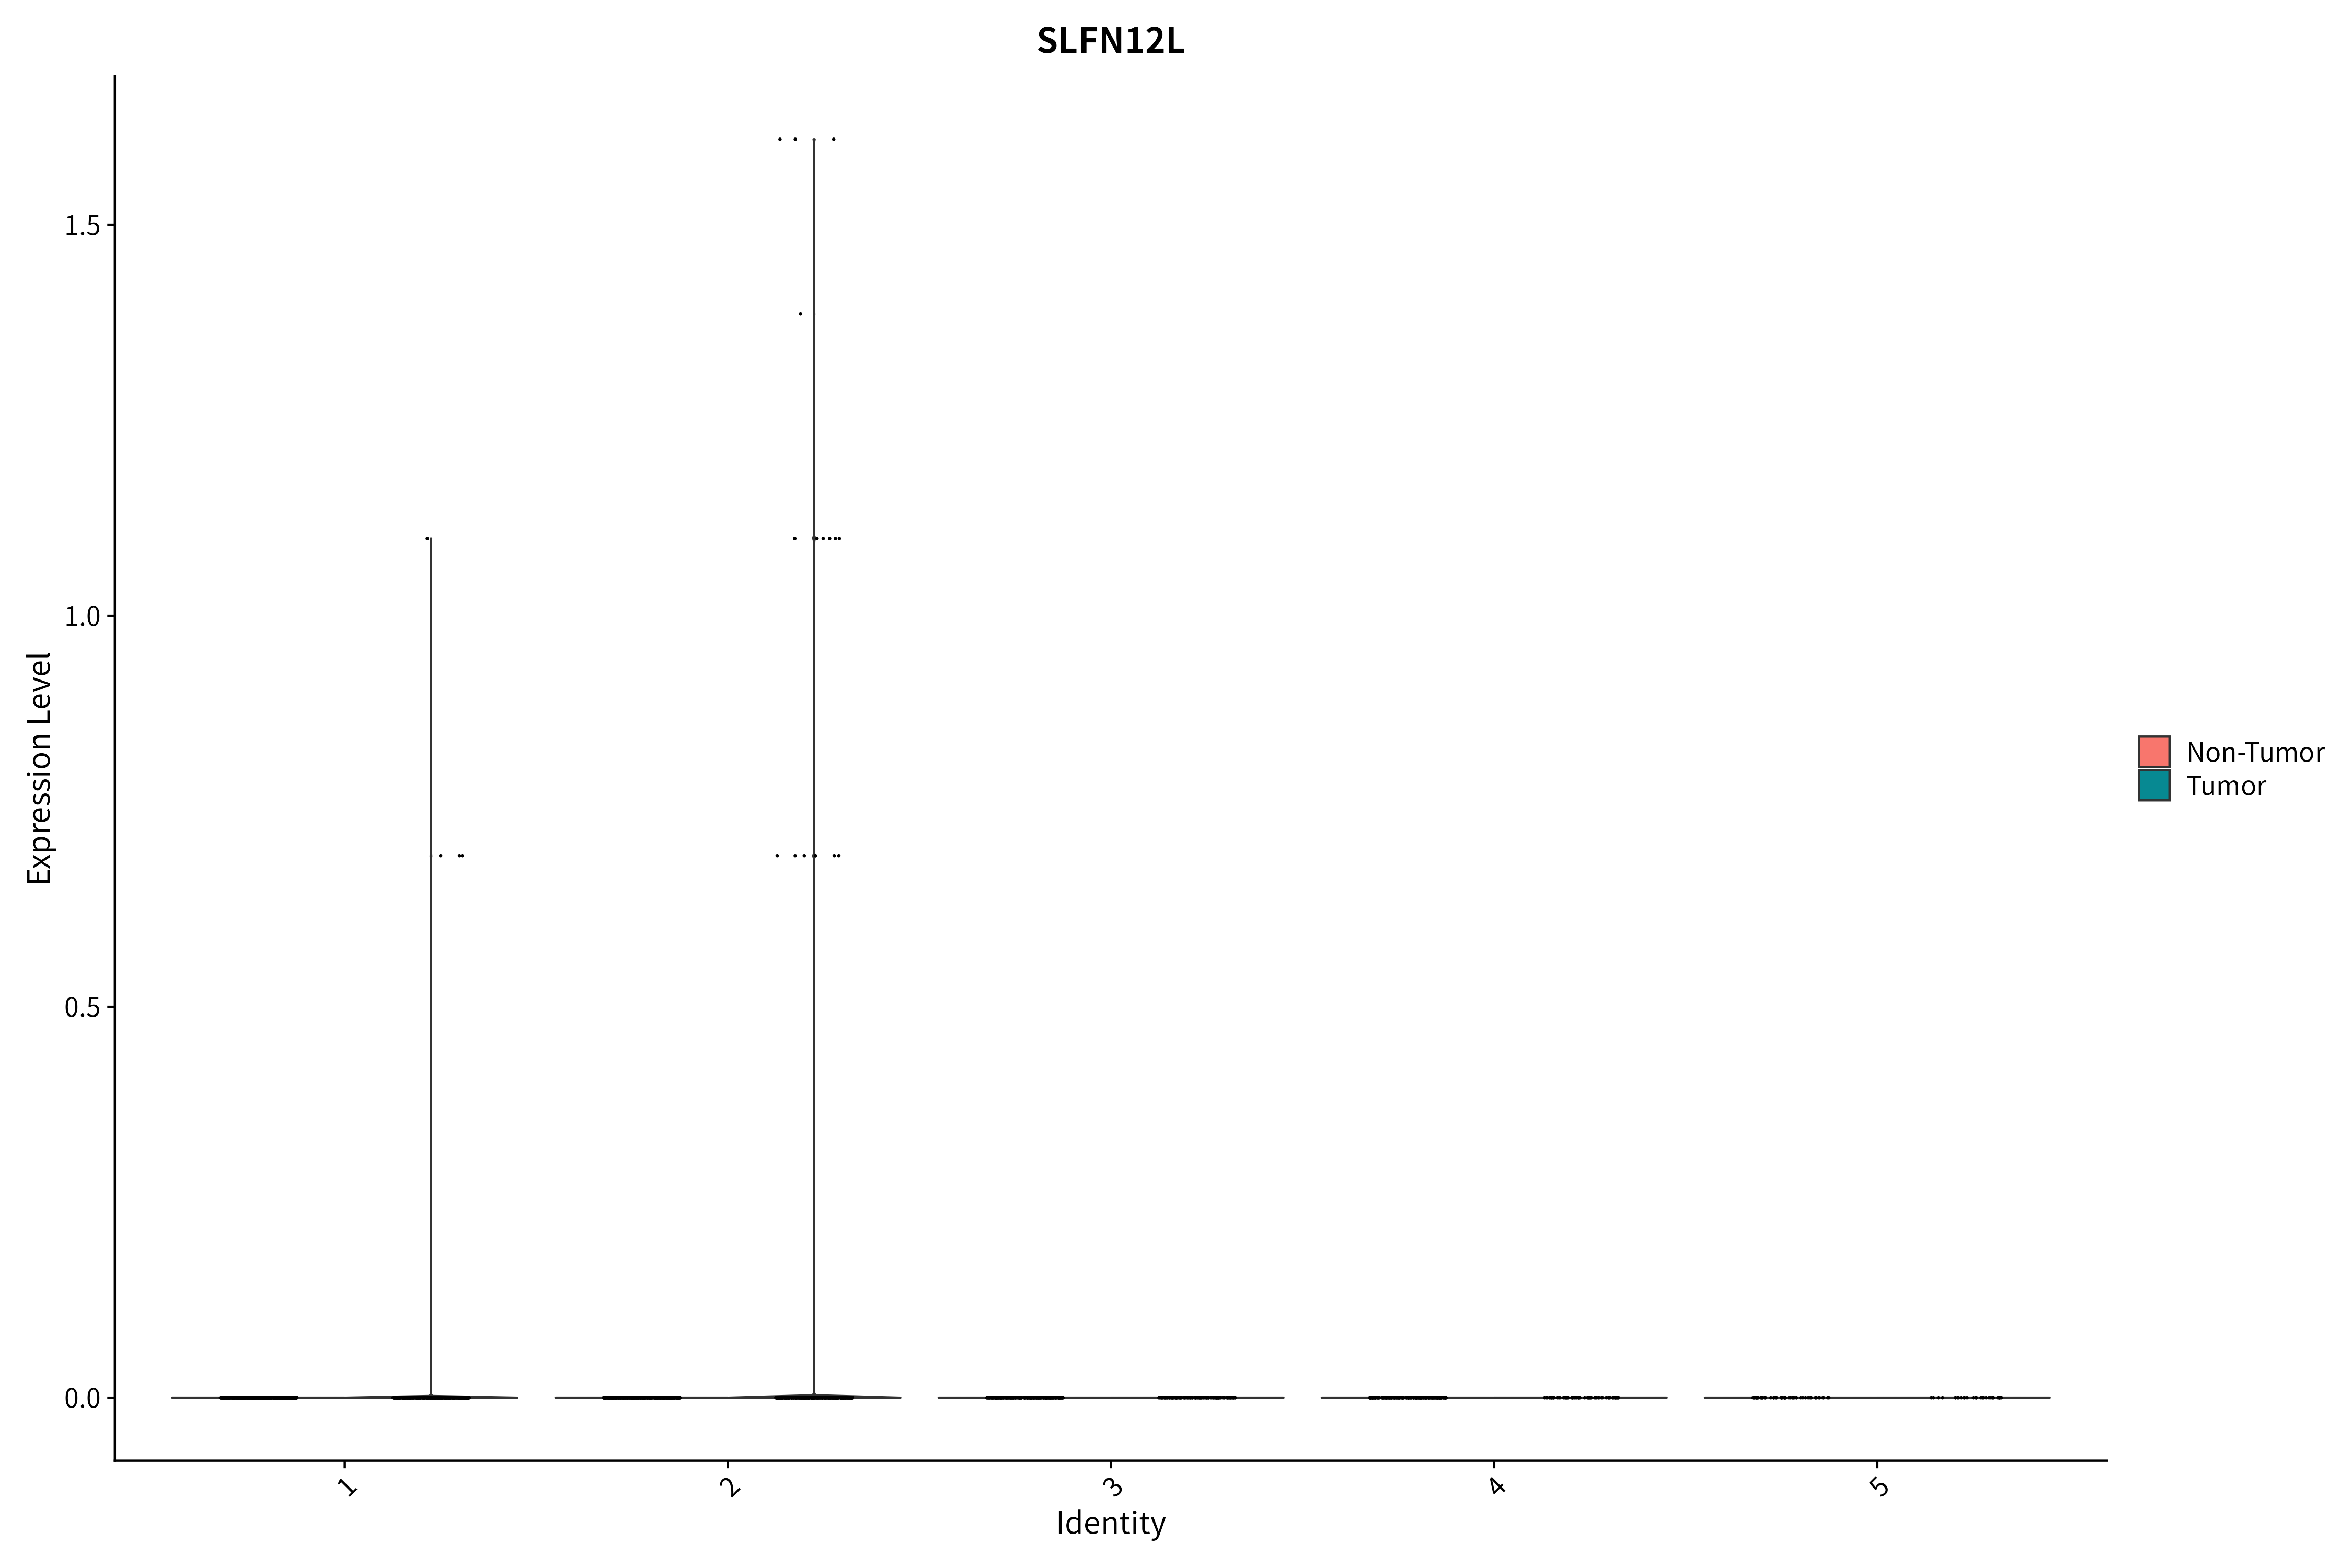 SLFN12L
1.5
1.0
0.5
0.0
Expression Level
1
2
3
4
5
Identity
Non-Tumor
Tumor